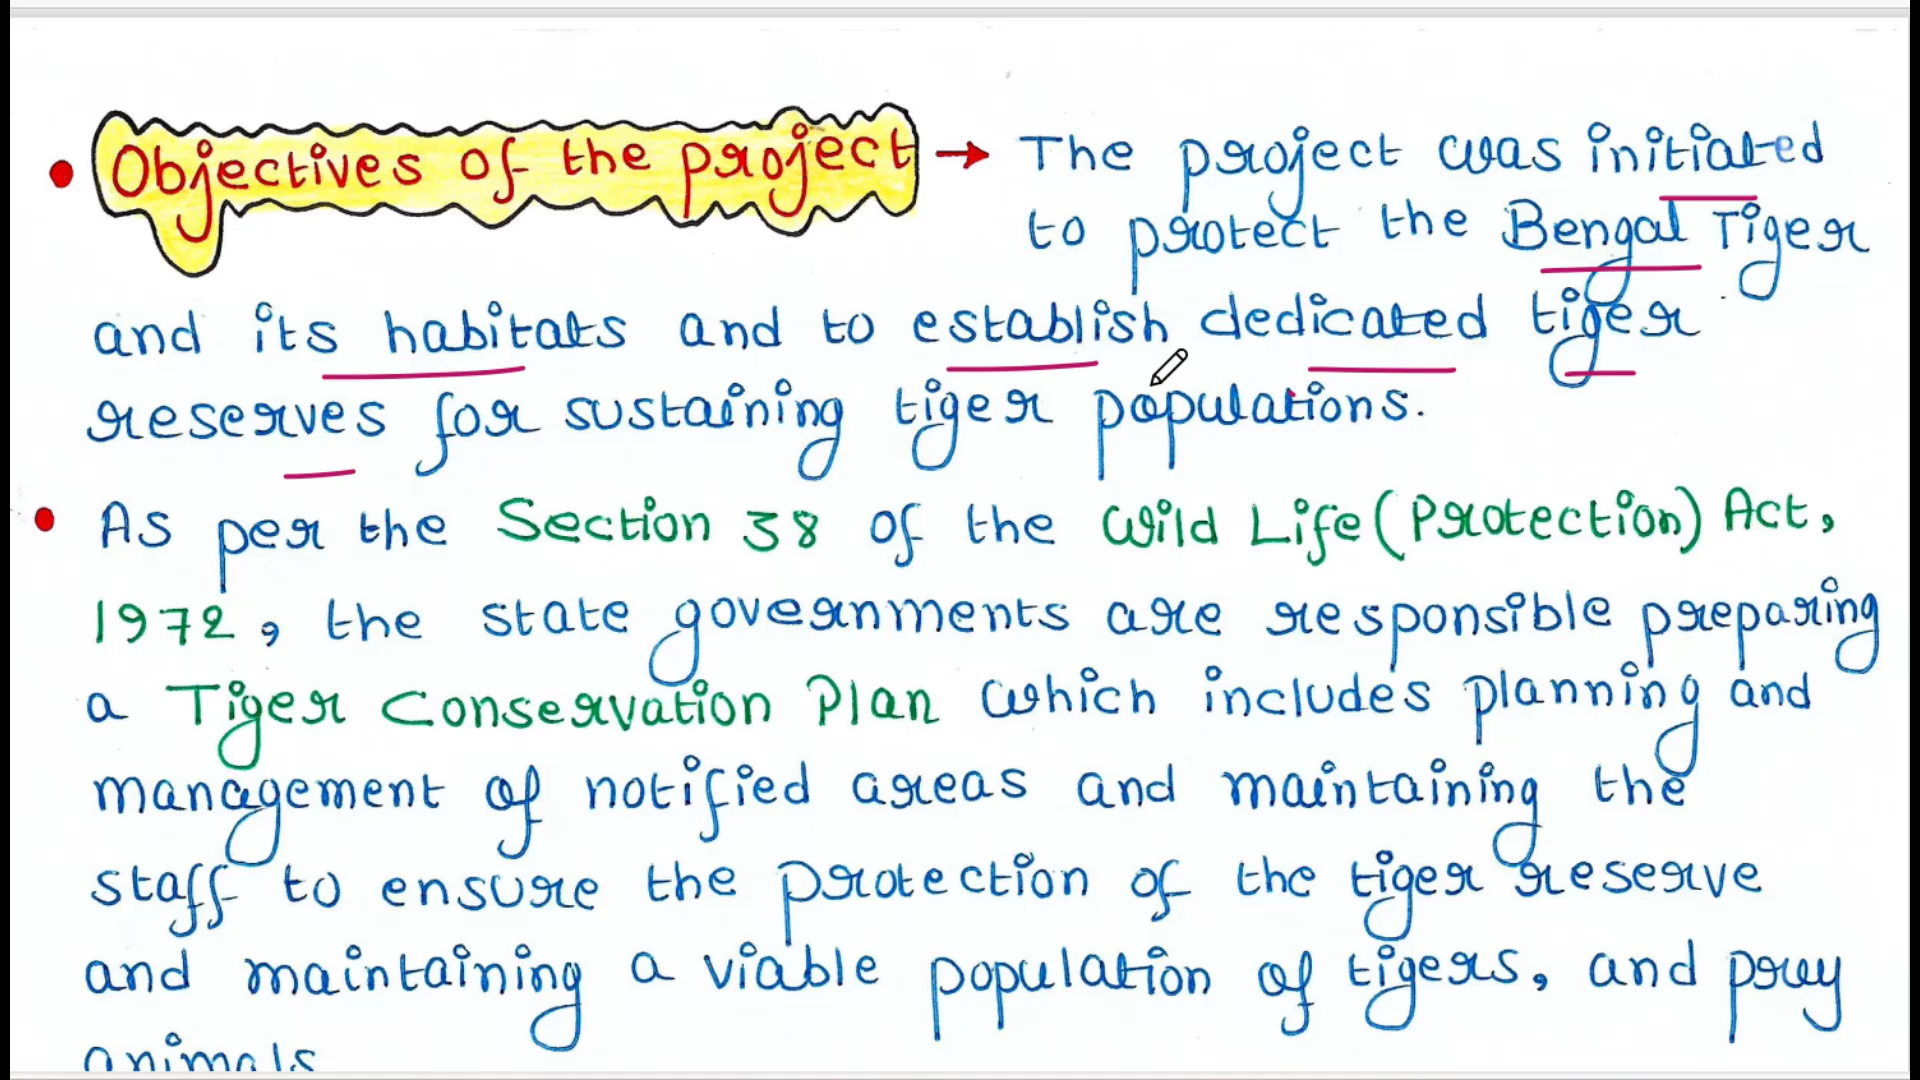 • Objectives of the project → The project was initiated
to protect the Bengal Tiger
and its habitats and to establish dedicated tiger
reserves for sustaining tiger populations.
• As per the Section 38 of the Wild Life (Protection) Act,
1972, the state governments are responsible preparing
a Tiger Conservation Plan which includes planning and
management of notified areas and maintaining the
staff to ensure the protection of the tiger reserve
and maintaining a viable population of tigers, and prey
animals